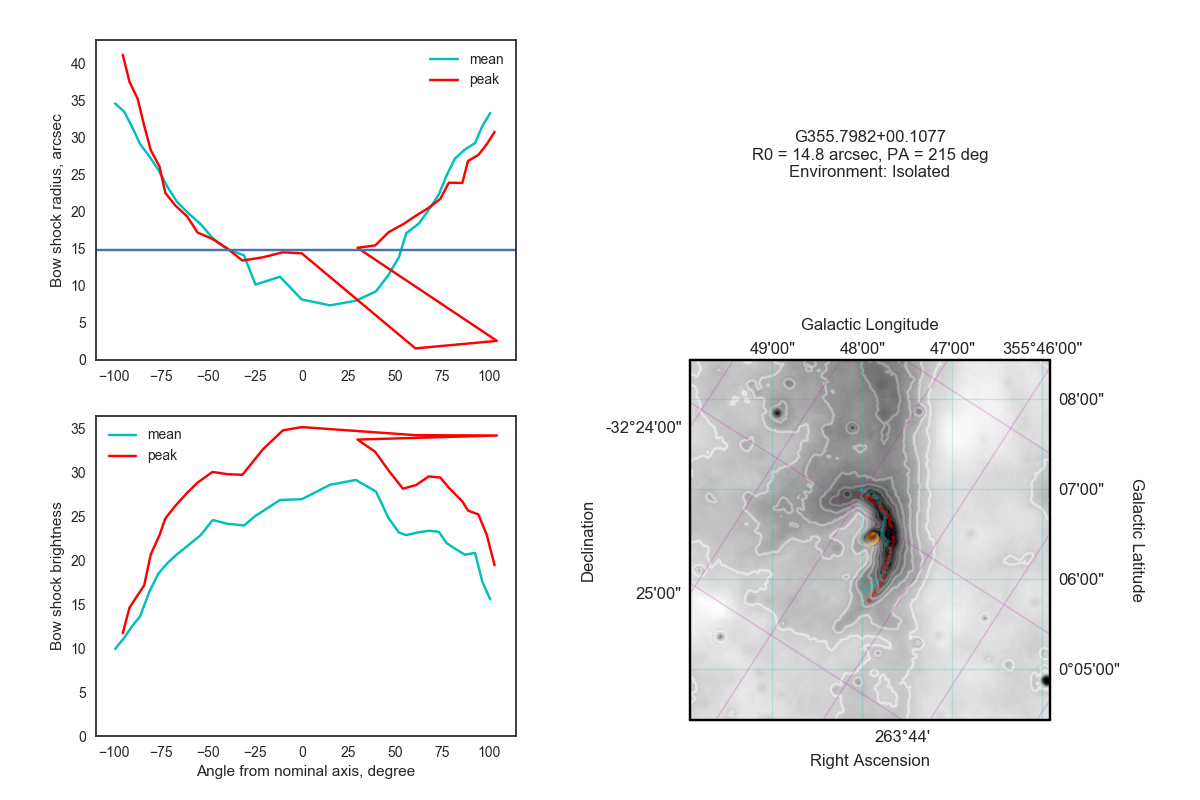 mean
peak
40
35
30
25
20
15
10
5
0
Bow shock radius, arcsec
−100 −75 −50 −25 0 25 50 75 100
mean
peak
35
30
25
20
15
10
5
0
Bow shock brightness
−100 −75 −50 −25 0 25 50 75 100
Angle from nominal axis, degree
G355.7982+00.1077
R0 = 14.8 arcsec, PA = 215 deg
Environment: Isolated
Galactic Longitude
49'00" 48'00" 47'00" 355°46'00"
-32°24'00"
25'00"
Declination
08'00"
07'00"
06'00"
0°05'00"
Galactic Latitude
263°44'
Right Ascension